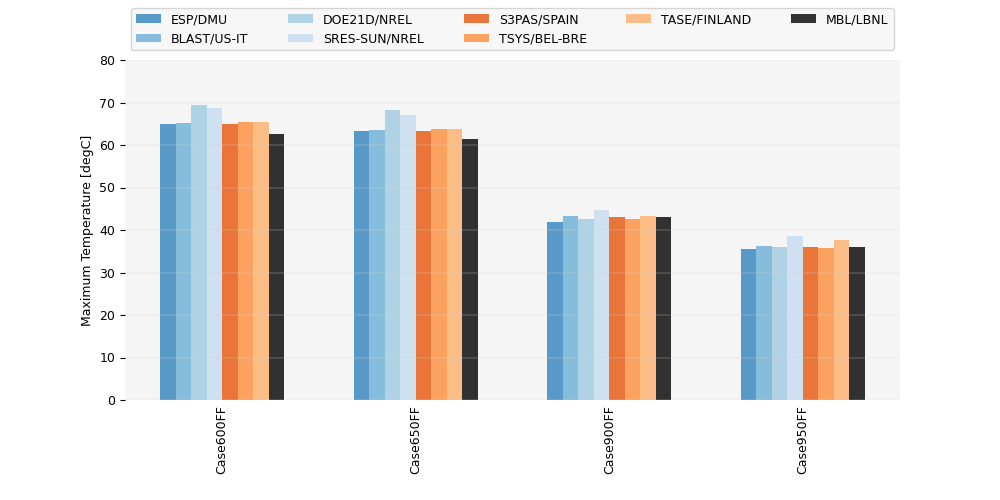 ESP/DMU DOE21D/NREL S3PAS/SPAIN TASE/FINLAND MBL/LBNL
BLAST/US-IT SRES-SUN/NREL TSYS/BEL-BRE
Maximum Temperature [degC]
80
70
60
50
40
30
20
10
0
Case600FF
Case650FF
Case900FF
Case950FF